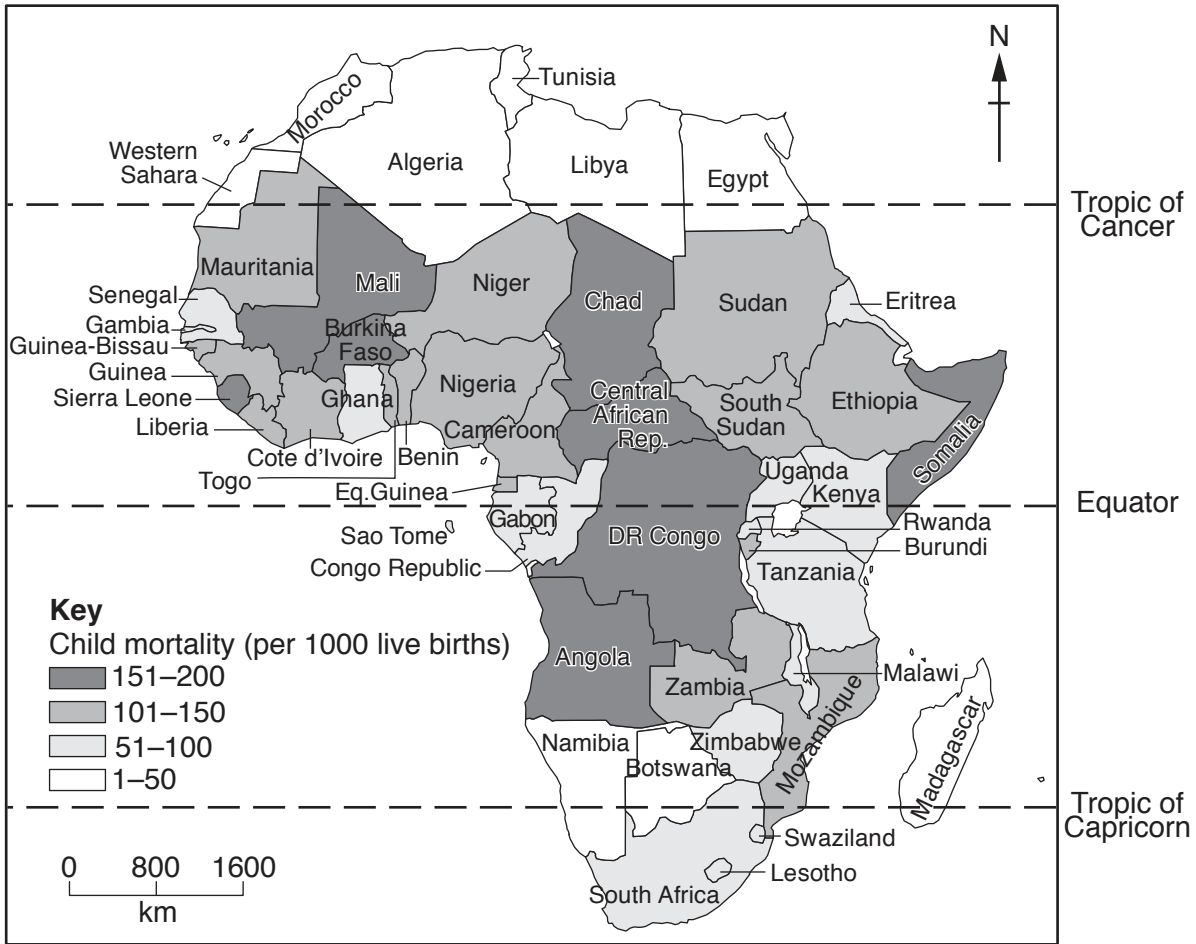 N
Tunisia
Morocco
Algeria
Libya
Egypt
Western
Sahara
Tropic of
Cancer
Mauritania
Mali
Niger
Chad
Sudan
Eritrea
Senegal
Gambia
Guinea-Bissau
Guinea
Sierra Leone
Liberia
Burkina
Faso
Ghana
Nigeria
Cameroon
Central
African
Rep.
South
Sudan
Ethiopia
Somalia
Cote d'Ivoire
Benin
Togo
Eq.Guinea
Uganda
Kenya
Equator
Gabon
Sao Tome
Congo Republic
DR Congo
Rwanda
Burundi
Tanzania
Key
Child mortality (per 1000 live births)
151–200
101–150
51–100
1–50
Angola
Zambia
Malawi
Mozambique
Madagascar
Namibia
Zimbabwe
Botswana
Tropic of
Capricorn
Swaziland
Lesotho
South Africa
0 800 1600
km